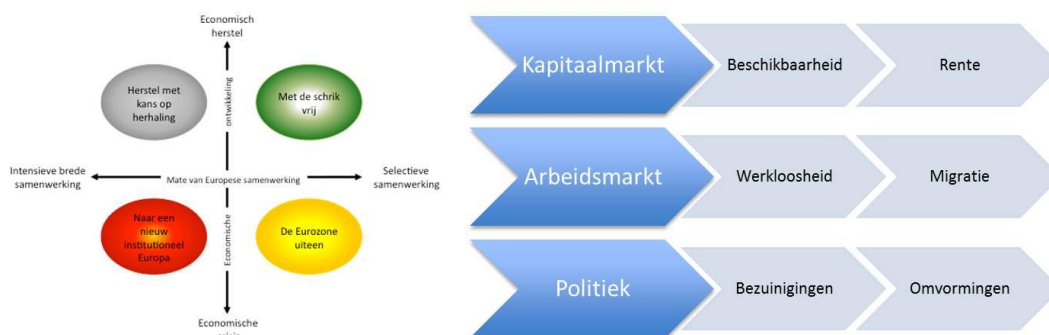 Economisch
herstel
Herstel met
kans op
herhaling
ontwikkeling
Met de schrik
vrij
Intensieve brede
samenwerking
Mate van Europese samenwerking
Selectieve
samenwerking
Naar een
nieuw
institutioneel
Europa
Economische
De Eurozone
uiteen
Economische
crisis
Kapitaalmarkt
Beschikbaarheid
Rente
Arbeidsmarkt
Werkloosheid
Migratie
Politiek
Bezuinigingen
Omvormingen